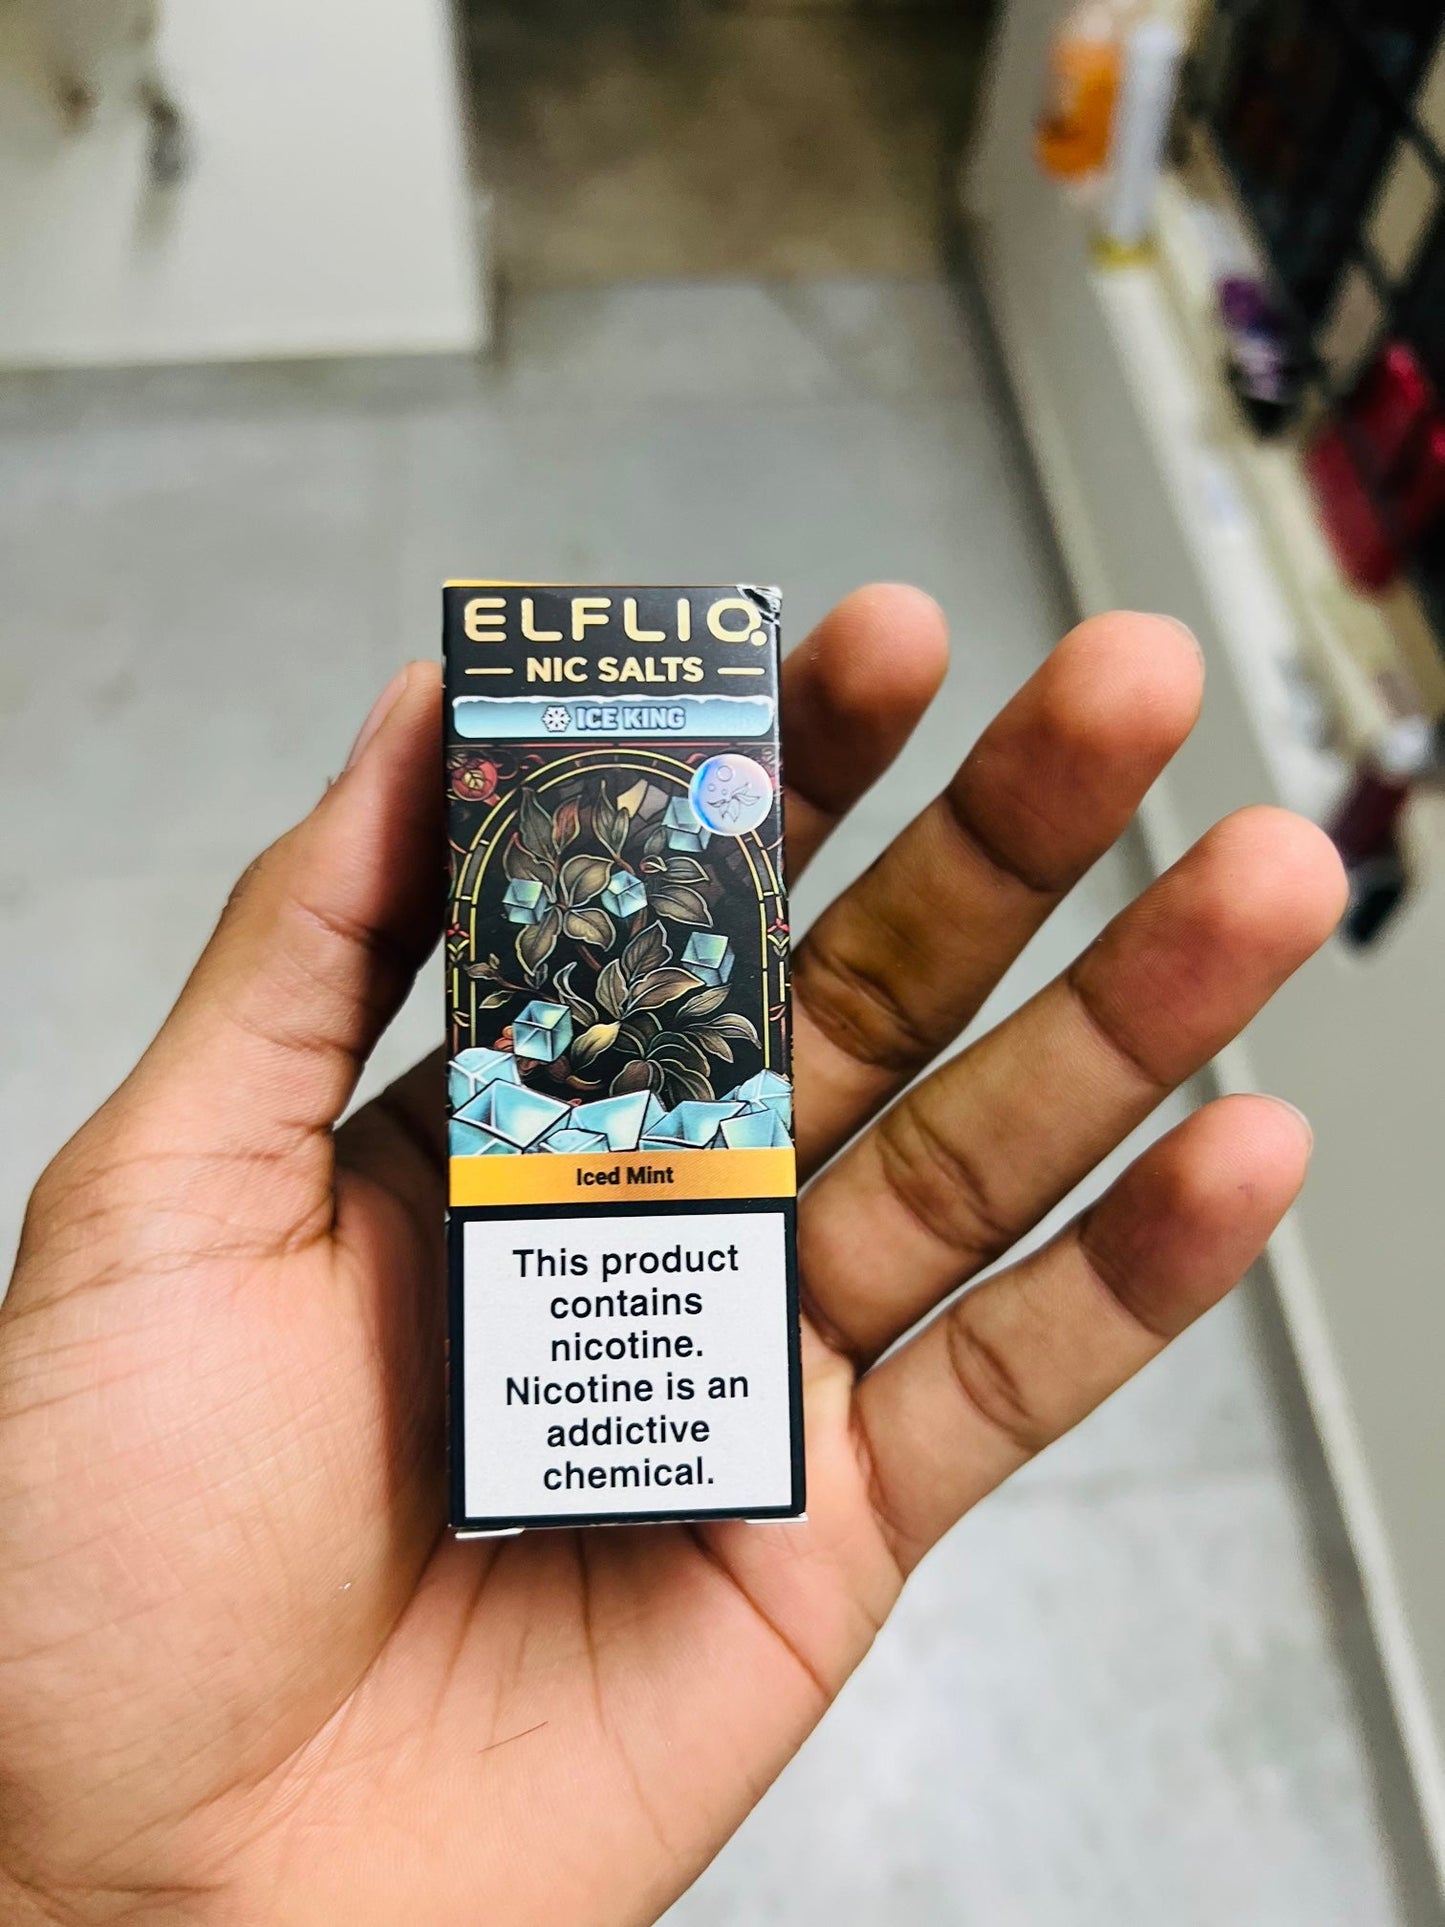 ELFLIQ.
NIC SALTS
ICE KING
Iced Mint
This product
contains
nicotine.
Nicotine is an
addictive
chemical.